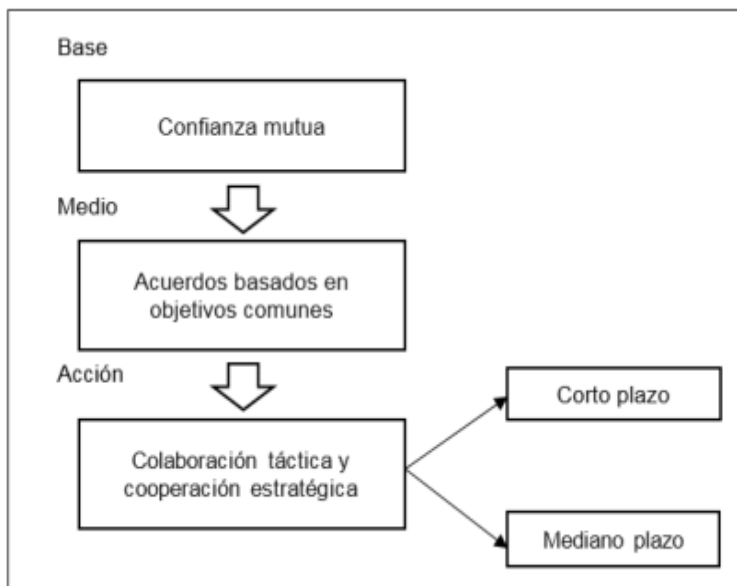 Base
Confianza mutua
Medio
Acuerdos basados en
objetivos comunes
Acción
Corto plazo
Colaboración táctica y
cooperación estratégica
Mediano plazo